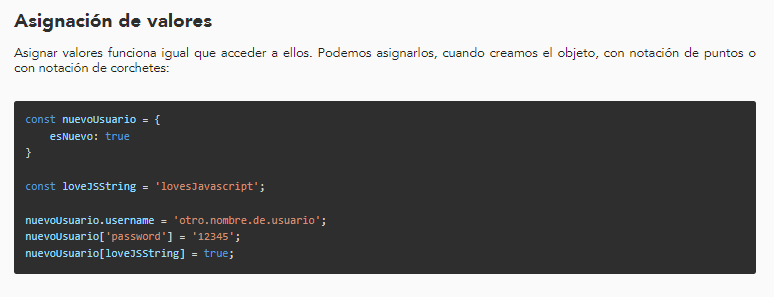 Asignación de valores
Asignar valores funciona igual que acceder a ellos. Podemos asignarlos, cuando creamos el objeto, con notación de puntos o
con notación de corchetes:
const nuevoUsuario = {
    esNuevo: true
}
const loveJSString = 'lovesJavascript';
nuevoUsuario.username = 'otro.nombre.de.usuario';
nuevoUsuario['password'] = '12345';
nuevoUsuario[loveJSString] = true;